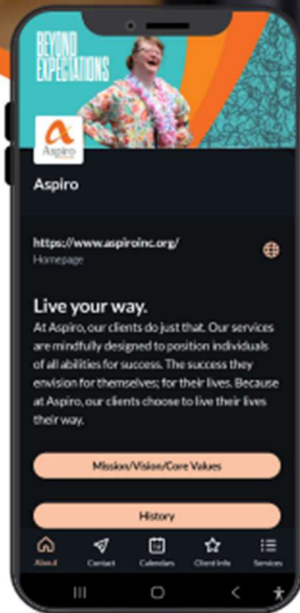 BEYOND
EXPECTATIONS
Aspiro
Aspiro
https://www.aspiroinc.org/
Homepage
Live your way.
At Aspiro, our clients do just that. Our services
are mindfully designed to position individuals
of all abilities for success. The success they
envision for themselves; for their lives. Because
at Aspiro, our clients choose to live their lives
their way.
Mission/Vision/Core Values
History
About Contact Calendars Client Info Services